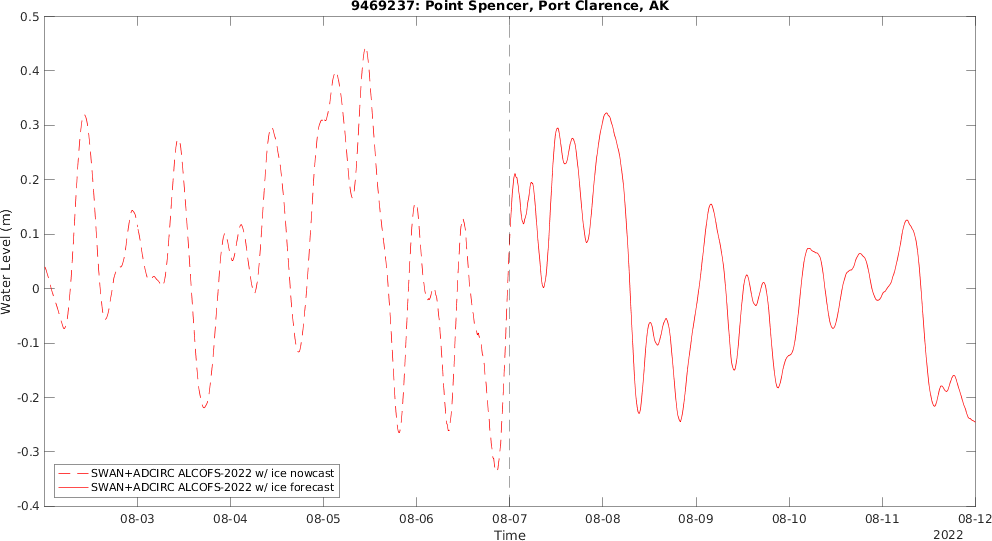 9469237: Point Spencer, Port Clarence, AK
Water Level (m)
0.5
0.4
0.3
0.2
0.1
0
-0.1
-0.2
-0.3
-0.4
SWAN+ADCIRC ALCOFS-2022 w/ ice nowcast
SWAN+ADCIRC ALCOFS-2022 w/ ice forecast
08-03 08-04 08-05 08-06 08-07 08-08 08-09 08-10 08-11 08-12
Time
2022